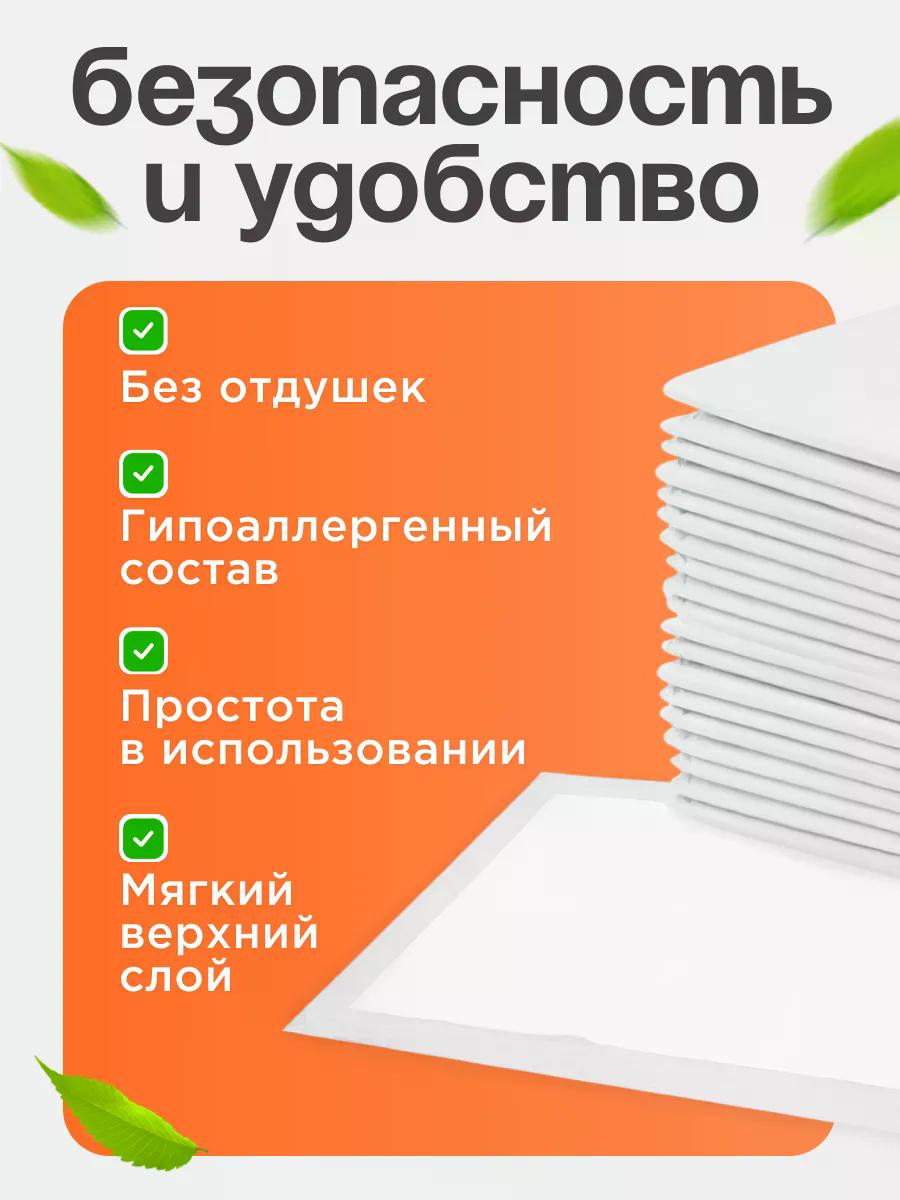 безопасность
и удобство
Без отдушек
Гипоаллергенный
состав
Простота
в использовании
Мягкий
верхний
слой